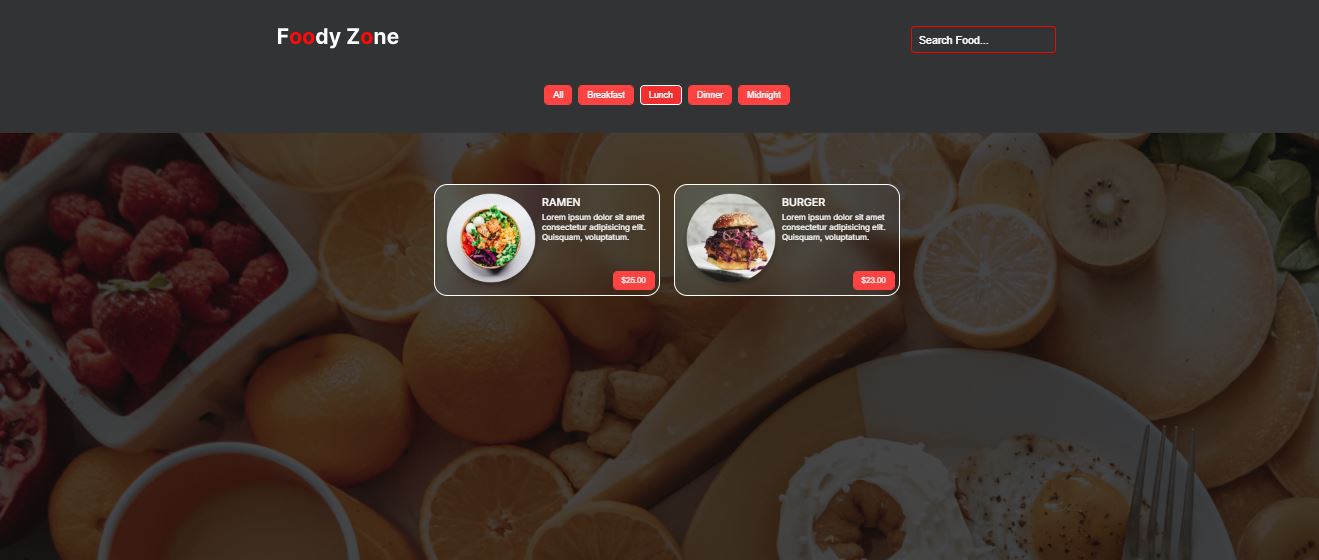 Foody Zone
Search Food...
All
Breakfast
Lunch
Dinner
Midnight
RAMEN
Lorem ipsum dolor sit amet
consectetur adipisicing elit.
Quisquam, voluptatum.
$25.00
BURGER
Lorem ipsum dolor sit amet
consectetur adipisicing elit.
Quisquam, voluptatum.
$23.00